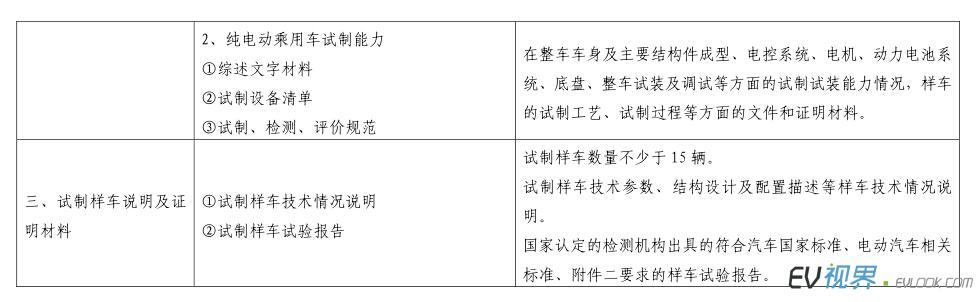 2、纯电动乘用车试制能力
①综述文字材料
②试制设备清单
③试制、检测、评价规范
在整车车身及主要结构件成型、电控系统、电机、动力电池系
统、底盘、整车试装及调试等方面的试制试装能力情况，样车
的试制工艺、试制过程等方面的文件和证明材料。
三、试制样车说明及证
明材料
①试制样车技术情况说明
②试制样车试验报告
试制样车数量不少于 15 辆。
试制样车技术参数、结构设计及配置描述等样车技术情况说
明。
国家认定的检测机构出具的符合汽车国家标准、电动汽车相关
标准、附件二要求的样车试验报告。
EV视界.EVLOOK.COM